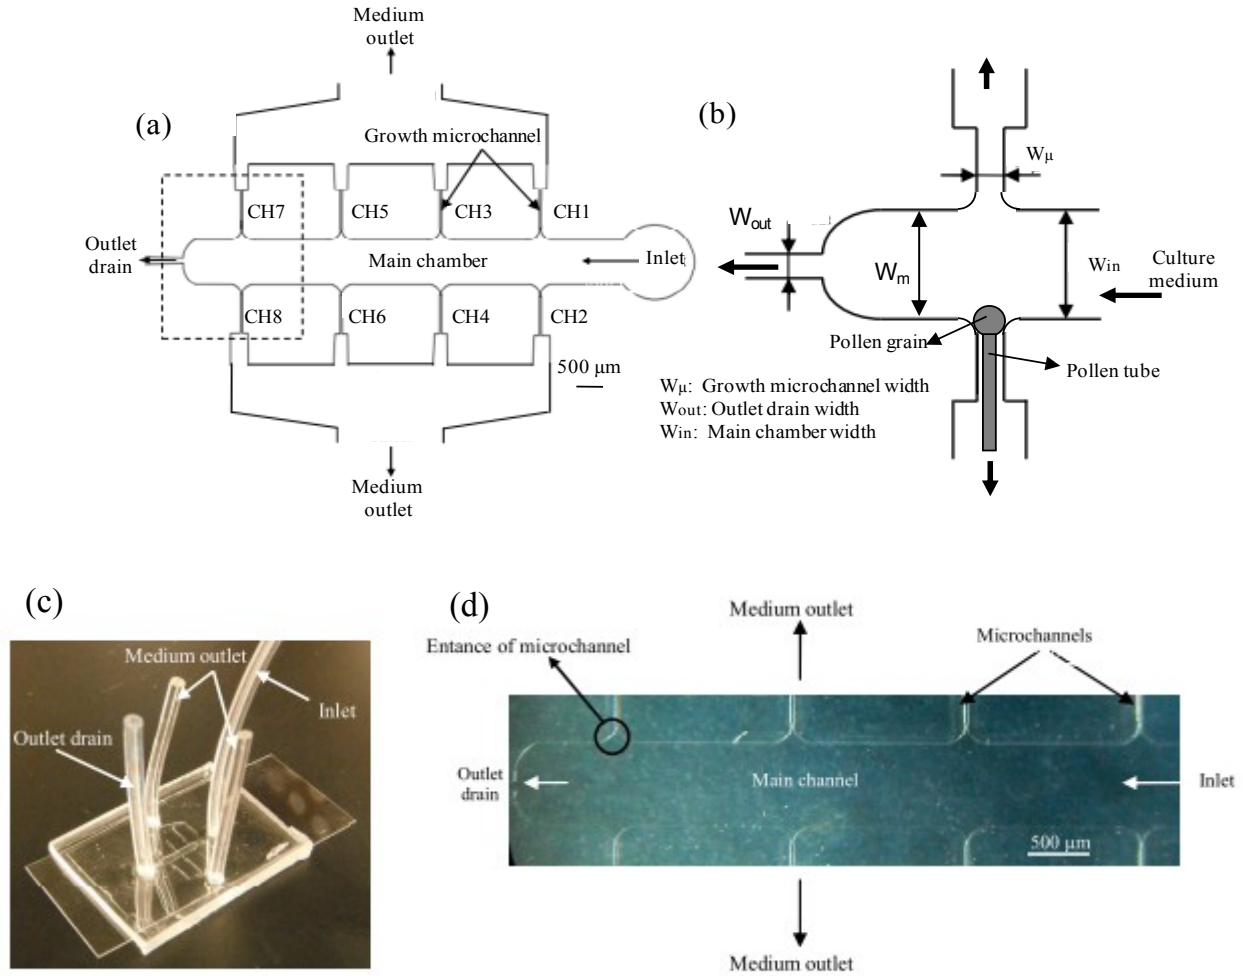 (a)
Medium
outlet
Growth microchannel
CH7
CH5
CH3
CH1
Outlet
drain
Main chamber
Inlet
CH8
CH6
CH4
CH2
500 μm
Medium
outlet
(b)
Wμ
Wout
Wm
Win
Culture
medium
Pollen grain
Pollen tube
Wμ: Growth microchannel width
Wout: Outlet drain width
Win: Main chamber width
(c)
Medium outlet
Inlet
Outlet drain
(d)
Medium outlet
Entance of microchannel
Microchannels
Outlet
drain
Main channel
Inlet
500 μm
Medium outlet